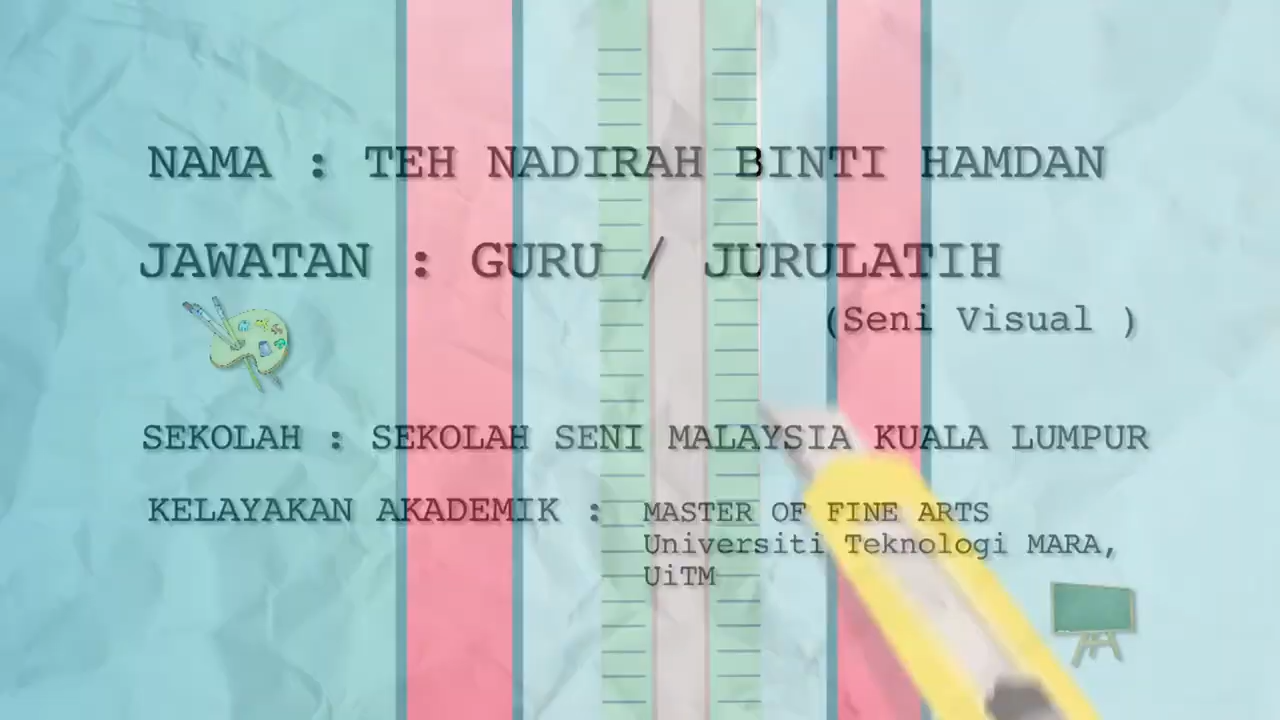 NAMA : TEH NADIRAH BINTI HAMDAN
JAWATAN : GURU / JURULATIH
(Seni Visual )
SEKOLAH : SEKOLAH SENI MALAYSIA KUALA LUMPUR
KELAYAKAN AKADEMIK : MASTER OF FINE ARTS
Universiti Teknologi MARA,
UiTM